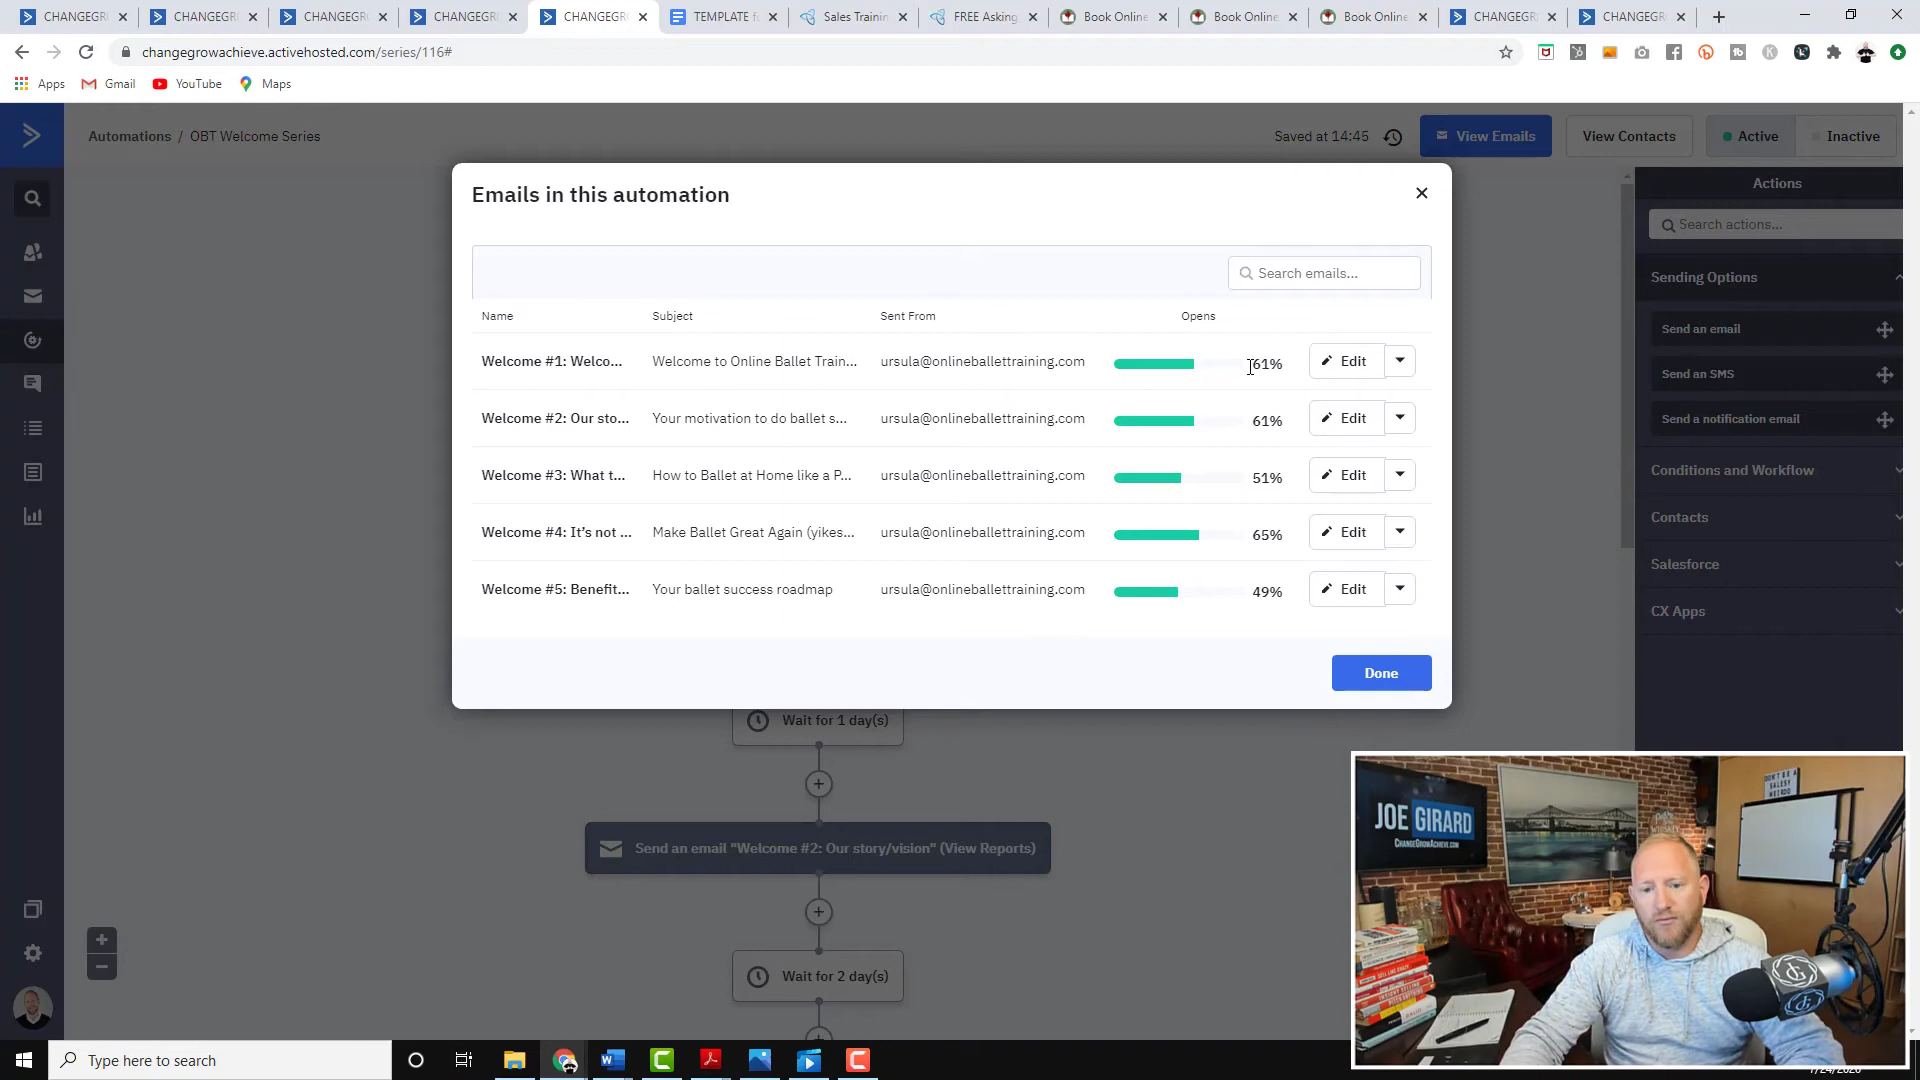 CHANGEGR
CHANGEGR
CHANGEGR
CHANGEGR
CHANGEGR
TEMPLATE f
Sales Trainin
FREE Asking
Book Online
Book Online
Book Online
CHANGEGR
CHANGEGR
changegrowachieve.activehosted.com/series/116#
Apps
Gmail
YouTube
Maps
Automations / OBT Welcome Series
Saved at 14:45
View Emails
View Contacts
Active
Inactive
Emails in this automation
Search emails...
Name
Subject
Sent From
Opens
Welcome #1: Welco...
Welcome to Online Ballet Train...
ursula@onlineballettraining.com
61%
Edit
Welcome #2: Our sto...
Your motivation to do ballet s...
ursula@onlineballettraining.com
61%
Edit
Welcome #3: What t...
How to Ballet at Home like a P...
ursula@onlineballettraining.com
51%
Edit
Welcome #4: It's not ...
Make Ballet Great Again (yikes...
ursula@onlineballettraining.com
65%
Edit
Welcome #5: Benefit...
Your ballet success roadmap
ursula@onlineballettraining.com
49%
Edit
Done
Actions
Search actions...
Sending Options
Send an email
Send an SMS
Send a notification email
Conditions and Workflow
Contacts
Salesforce
CX Apps
Wait for 1 day(s)
Send an email "Welcome #2: Our story/vision" (View Reports)
Wait for 2 day(s)
JOE GIRARD
CHANGEGROWACHIEVE.COM
DON'T BE A
SALESY
WEIRDO
WHISKEY
Type here to search